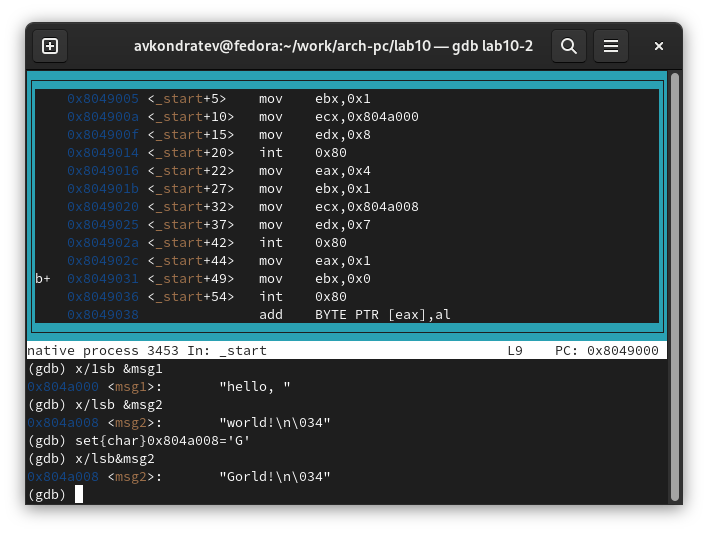 avkondratev@fedora:~/work/arch-pc/lab10 — gdb lab10-2
0x8049005 <_start+5> mov ebx,0x1
0x804900a <_start+10> mov ecx,0x804a000
0x804900f <_start+15> mov edx,0x8
0x8049014 <_start+20> int 0x80
0x8049016 <_start+22> mov eax,0x4
0x804901b <_start+27> mov ebx,0x1
0x8049020 <_start+32> mov ecx,0x804a008
0x8049025 <_start+37> mov edx,0x7
0x804902a <_start+42> int 0x80
0x804902c <_start+44> mov eax,0x1
b+ 0x8049031 <_start+49> mov ebx,0x0
0x8049036 <_start+54> int 0x80
0x8049038 add BYTE PTR [eax],al
native process 3453 In: _start L9 PC: 0x8049000
(gdb) x/lsb &msg1
0x804a000 <msg1>: "hello, "
(gdb) x/lsb &msg2
0x804a008 <msg2>: "world!\n\034"
(gdb) set{char}0x804a008='G'
(gdb) x/lsb&msg2
0x804a008 <msg2>: "Gorld!\n\034"
(gdb)